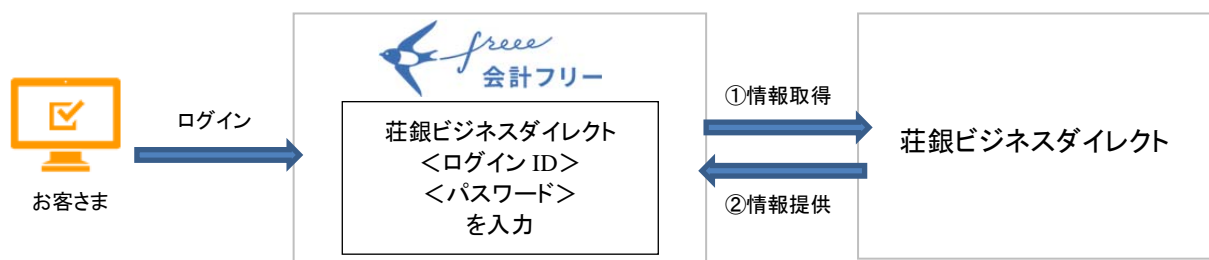 freee
会計フリー
ログイン
お客さま
荘銀ビジネスダイレクト
＜ログイン ID＞
＜パスワード＞
を入力
①情報取得
②情報提供
荘銀ビジネスダイレクト